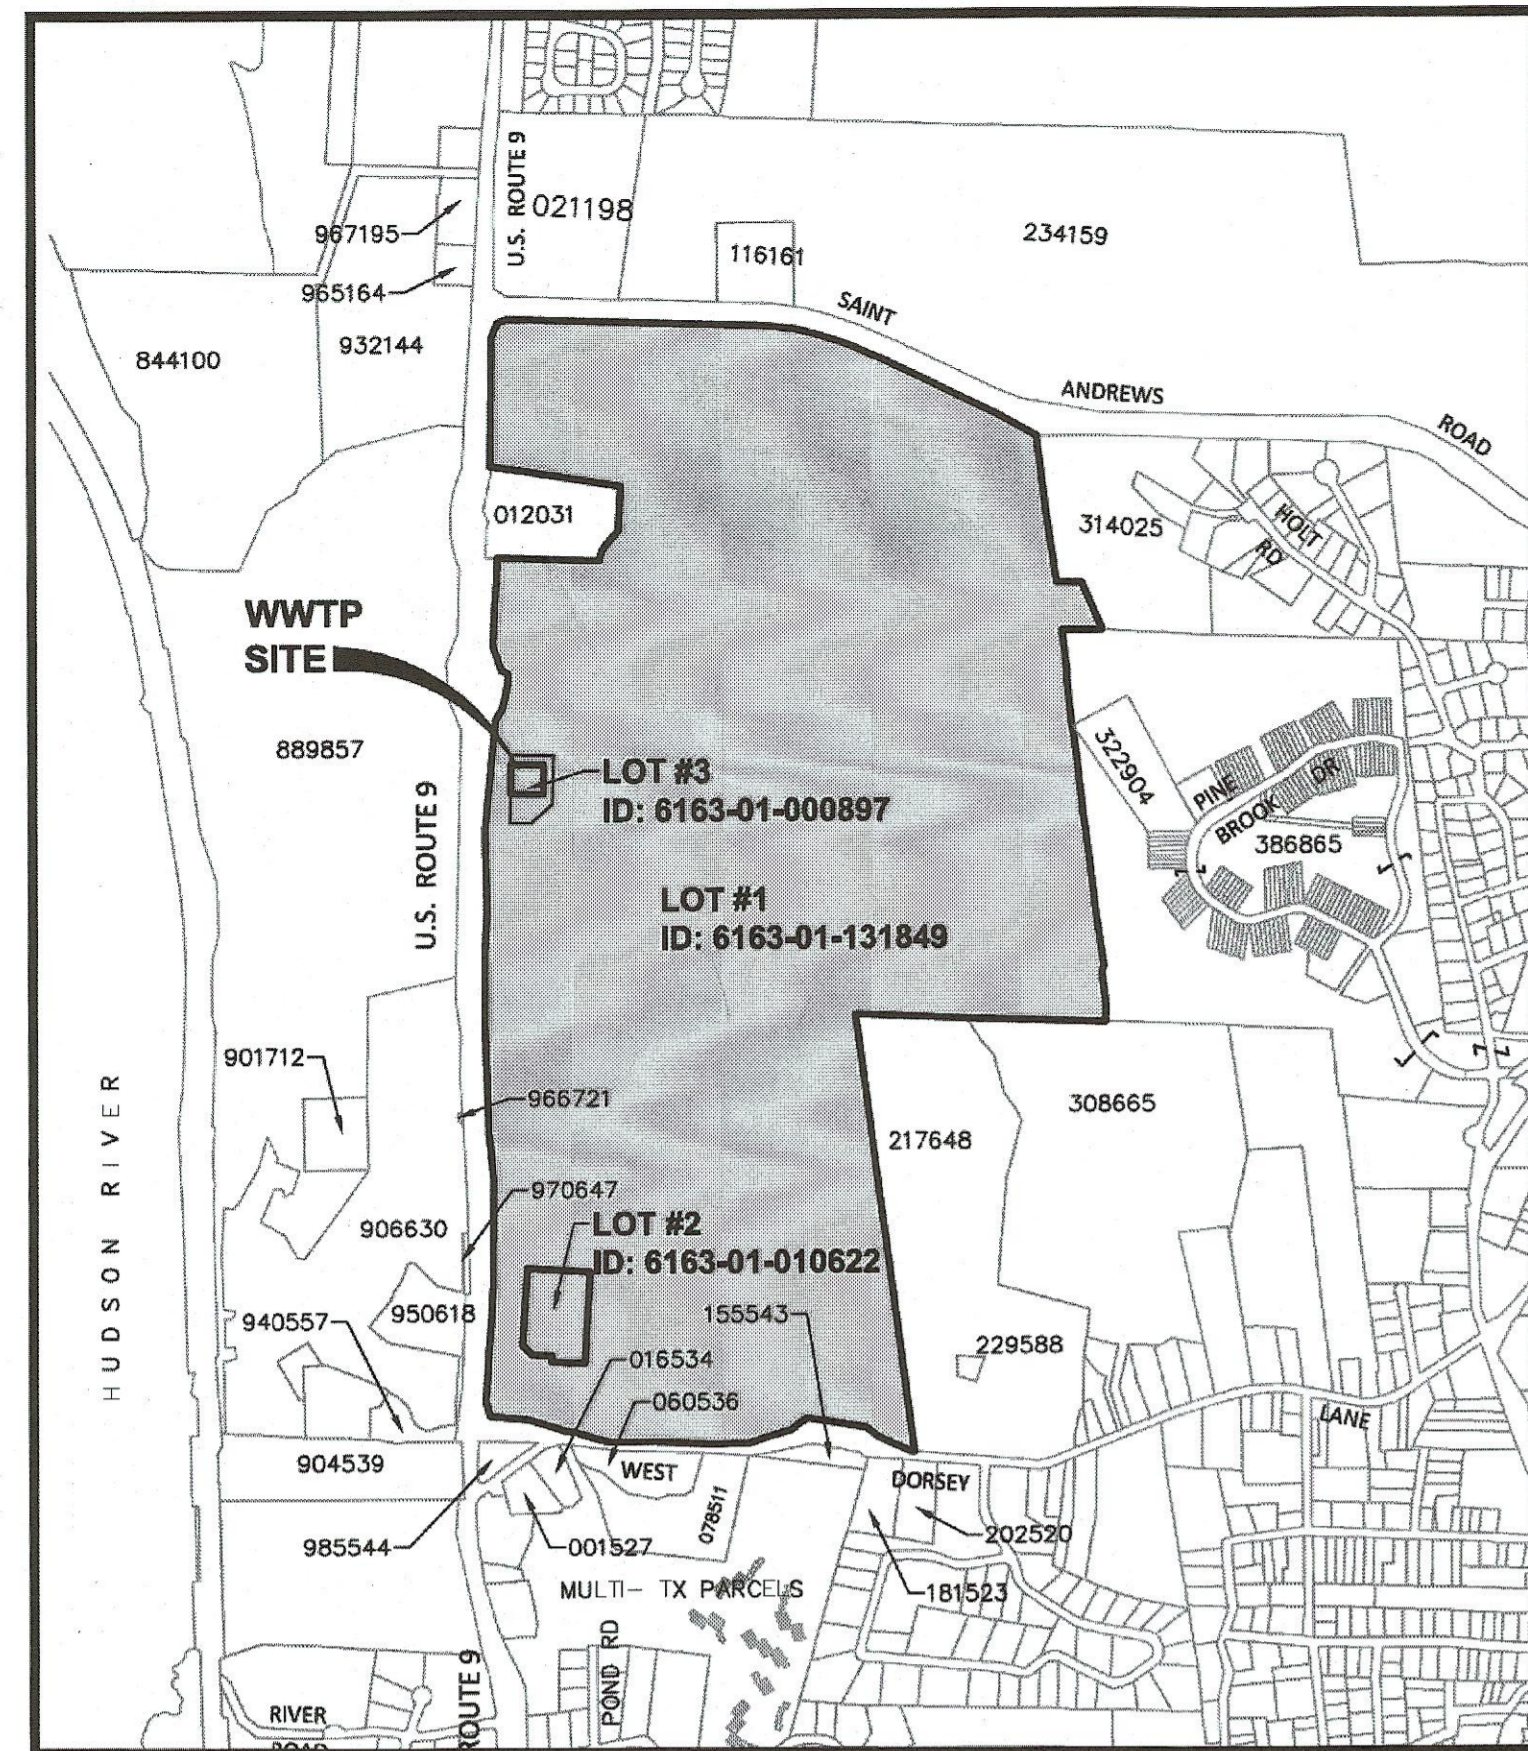 U.S. ROUTE 9
021198
967195
116161
234159
965164
SAINT
932144
844100
ANDREWS
ROAD
012031
314025
HOLT
RD
WWTP
SITE
889857
322904
PINE
BROOK
DR
386865
LOT #3
ID: 6163-01-000897
U.S. ROUTE 9
LOT #1
ID: 6163-01-131849
901712
966721
308665
217648
HUDSON RIVER
970647
906630
LOT #2
ID: 6163-01-010622
940557
950618
155543
229588
016534
060536
LANE
904539
WEST
DORSEY
078511
985544
001527
202520
MULTI- TX PARCELS
181523
POND RD
ROUTE 9
RIVER
ROAD